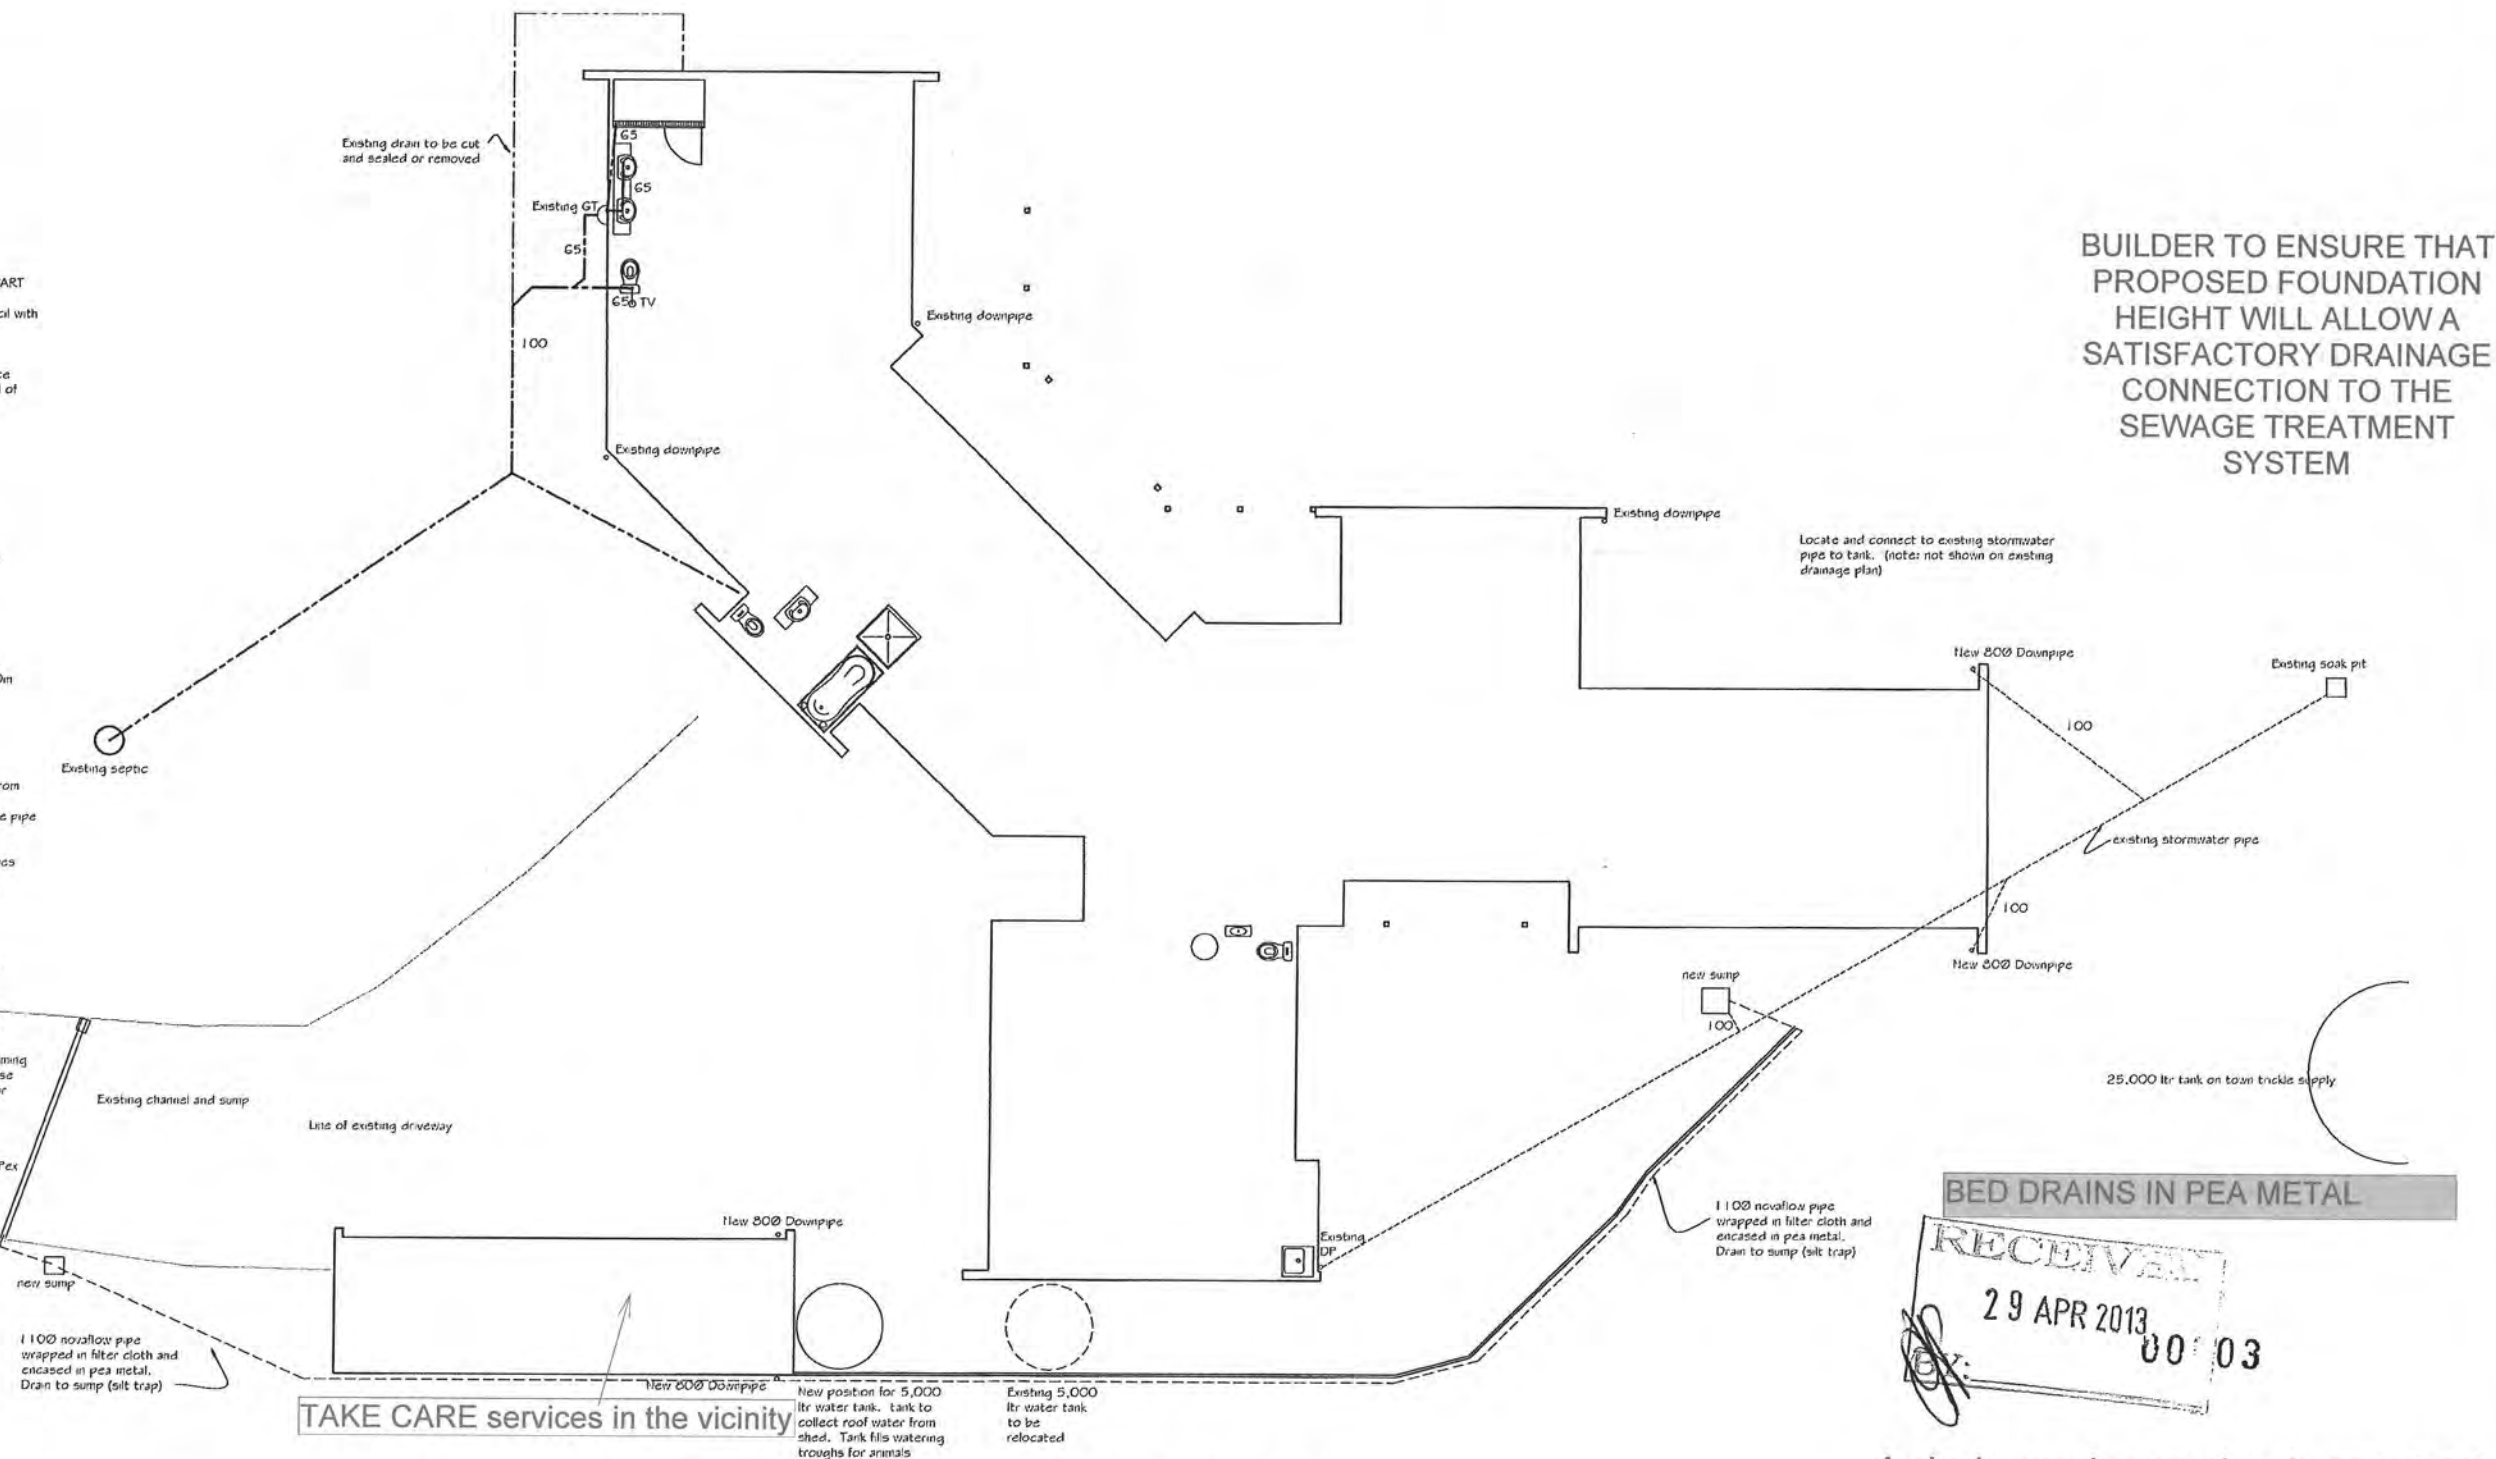 Existing drain to be cut
and sealed or removed
65
65
Existing GT
65
65 TV
100
Existing downpipe
Existing downpipe
Existing downpipe
BUILDER TO ENSURE THAT
PROPOSED FOUNDATION
HEIGHT WILL ALLOW A
SATISFACTORY DRAINAGE
CONNECTION TO THE
SEWAGE TREATMENT
SYSTEM
ART
il with
l of
Locate and connect to existing stormwater
pipe to tank. (note: not shown on existing
drainage plan)
New 80Ø Downpipe
Existing soak pit
100
Existing septic
existing stormwater pipe
e pipe
100
New 80Ø Downpipe
new sump
100
Existing channel and sump
Line of existing driveway
25,000 ltr tank on town trickle supply
Pex
BED DRAINS IN PEA METAL
110Ø novaflow pipe
wrapped in filter cloth and
encased in pea metal.
Drain to sump (silt trap)
New 80Ø Downpipe
Existing
DP
RECEIVED
29 APR 2013
BY:
new sump
110Ø novaflow pipe
wrapped in filter cloth and
encased in pea metal.
Drain to sump (silt trap)
New 80Ø Downpipe
TAKE CARE services in the vicinity
New position for 5,000
ltr water tank. tank to
collect roof water from
shed. Tank fills watering
troughs for animals
Existing 5,000
ltr water tank
to be
relocated